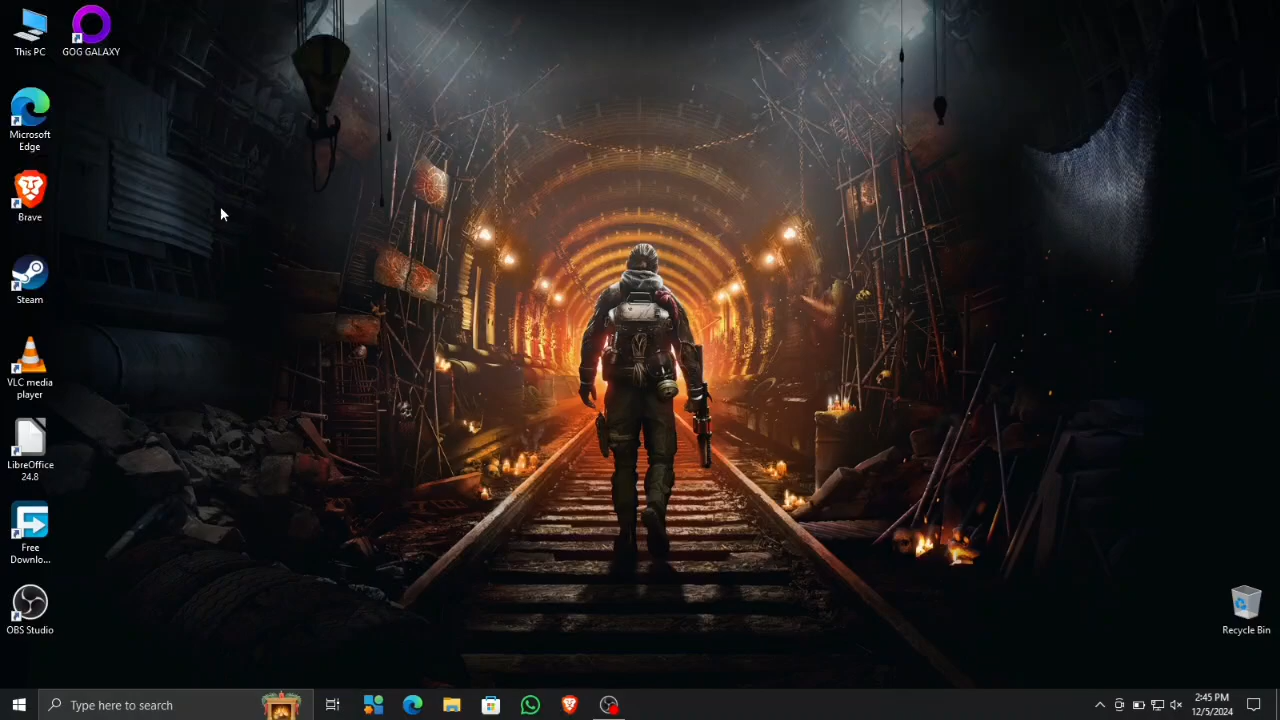 This PC
GOG GALAXY
Microsoft
Edge
Brave
Steam
VLC media
player
LibreOffice
24.8
Free
Downlo...
OBS Studio
Recycle Bin
Type here to search
2:45 PM
12/5/2024